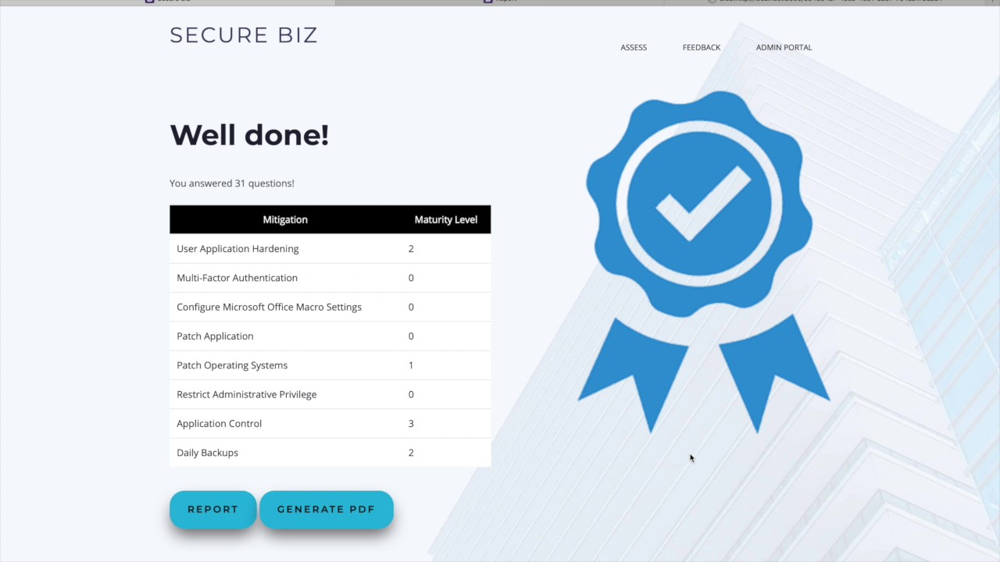 SECURE BIZ
ASSESS FEEDBACK ADMIN PORTAL
Well done!
You answered 31 questions!
Mitigation Maturity Level
User Application Hardening 2
Multi-Factor Authentication 0
Configure Microsoft Office Macro Settings 0
Patch Application 0
Patch Operating Systems 1
Restrict Administrative Privilege 0
Application Control 3
Daily Backups 2
REPORT GENERATE PDF